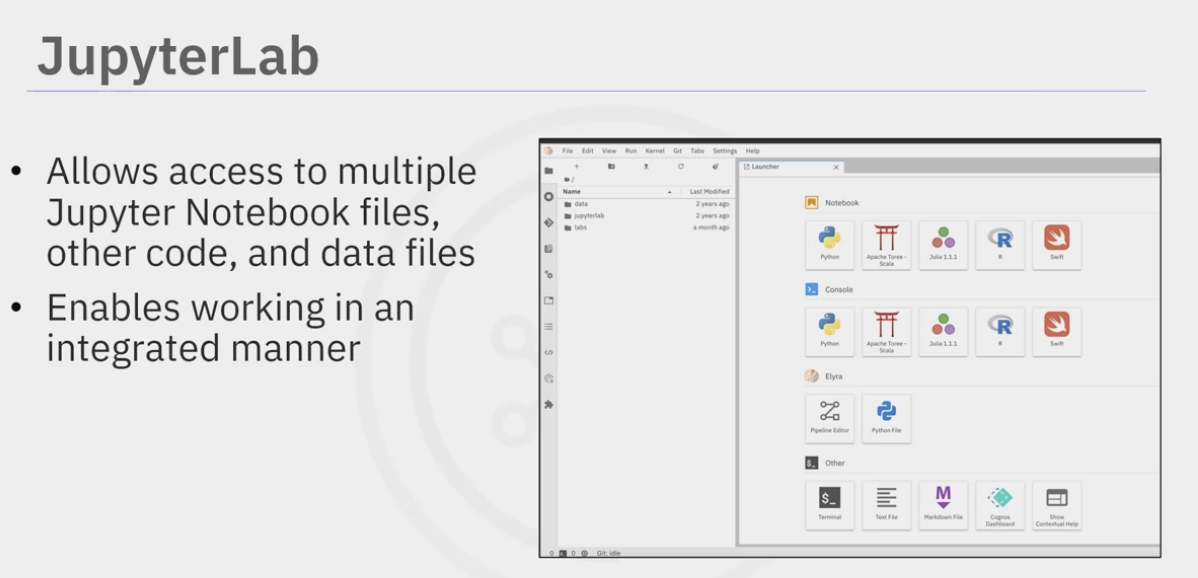 JupyterLab
• Allows access to multiple
Jupyter Notebook files,
other code, and data files
• Enables working in an
integrated manner
File Edit View Run Kernel Git Tabs Settings Help
Launcher
/
Name Last Modified
data 2 years ago
jupyterlab 2 years ago
labs a month ago
Notebook
Python
Apache Toree -
Scala
Julia 1.1.1
R
Swift
Console
Python
Apache Toree -
Scala
Julia 1.1.1
R
Swift
Elyra
Pipeline Editor
Python File
Other
$_
Terminal
Text File
Markdown File
Cognos
Dashboard
Show
Contextual Help
0 0 Git: idle